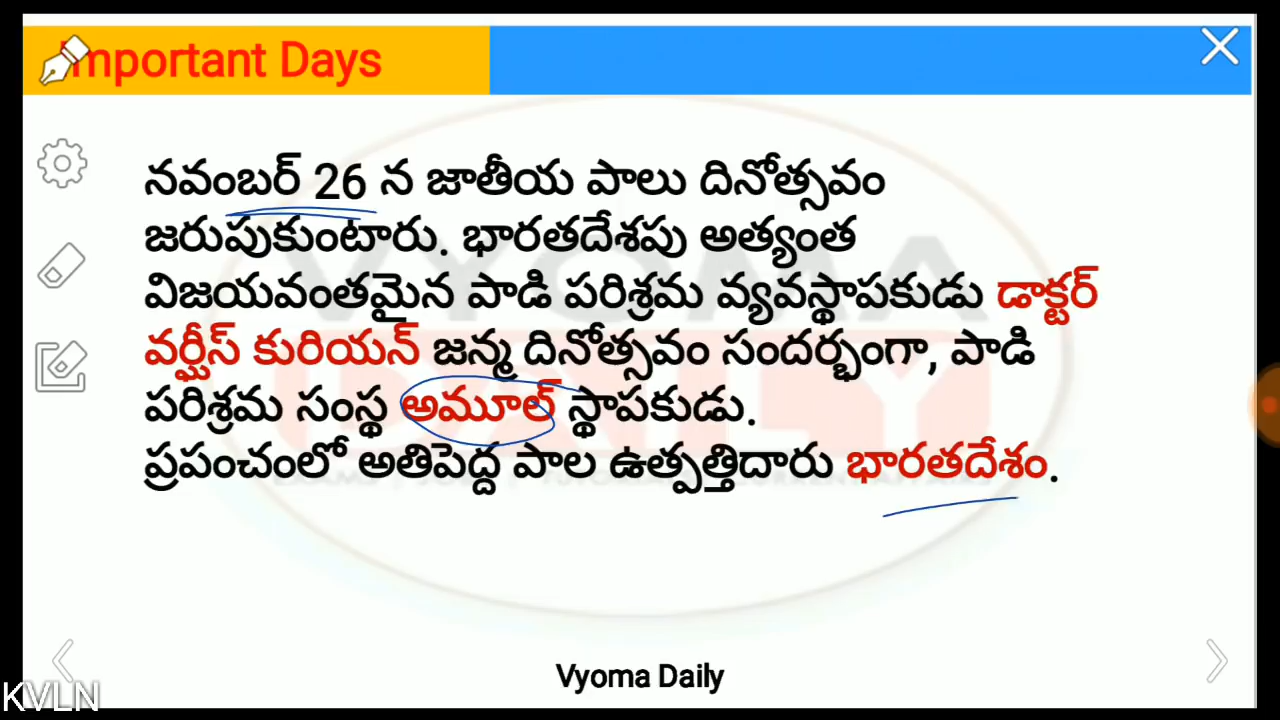 Important Days
నవంబర్ 26 న జాతీయ పాలు దినోత్సవం
జరుపుకుంటారు. భారతదేశపు అత్యంత
విజయవంతమైన పాడి పరిశ్రమ వ్యవస్థాపకుడు డాక్టర్
వర్ఘీస్ కురియన్ జన్మ దినోత్సవం సందర్భంగా, పాడి
పరిశ్రమ సంస్థ అమూల్ స్థాపకుడు.
ప్రపంచంలో అతిపెద్ద పాల ఉత్పత్తిదారు భారతదేశం.
Vyoma Daily
KVLN